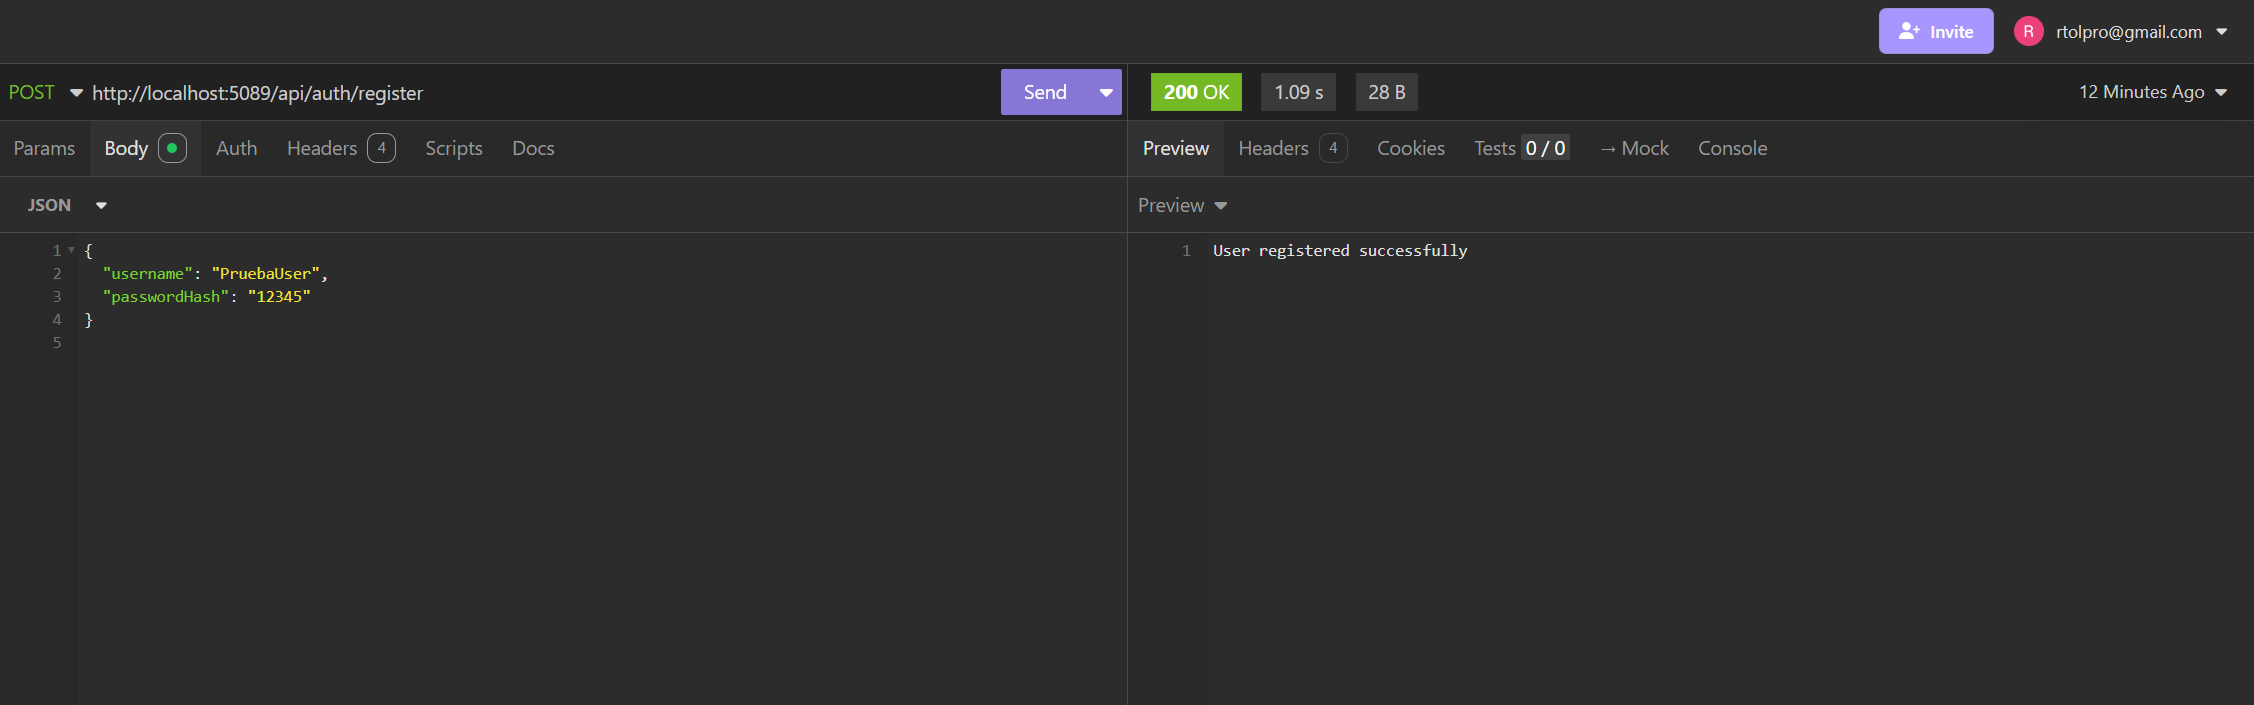 Invite R rtolpro@gmail.com
POST http://localhost:5089/api/auth/register Send 200 OK 1.09 s 28 B 12 Minutes Ago
Params Body Auth Headers 4 Scripts Docs Preview Headers 4 Cookies Tests 0 / 0 → Mock Console
JSON Preview
1 {
2 "username": "PruebaUser",
3 "passwordHash": "12345"
4 }
5
1 User registered successfully